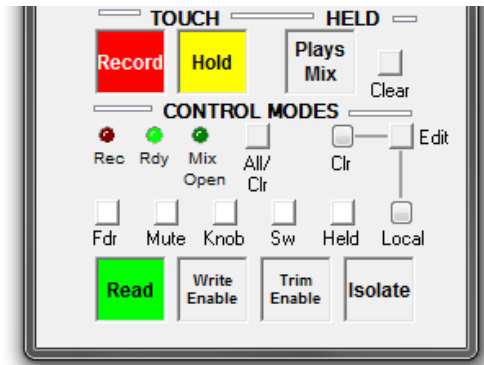 TOUCH HELD
Record Hold Plays
Mix
Clear
CONTROL MODES
Rec Rdy Mix
Open All/
Clr Clr Edit
Fdr Mute Knob Sw Held Local
Read Write
Enable Trim
Enable Isolate